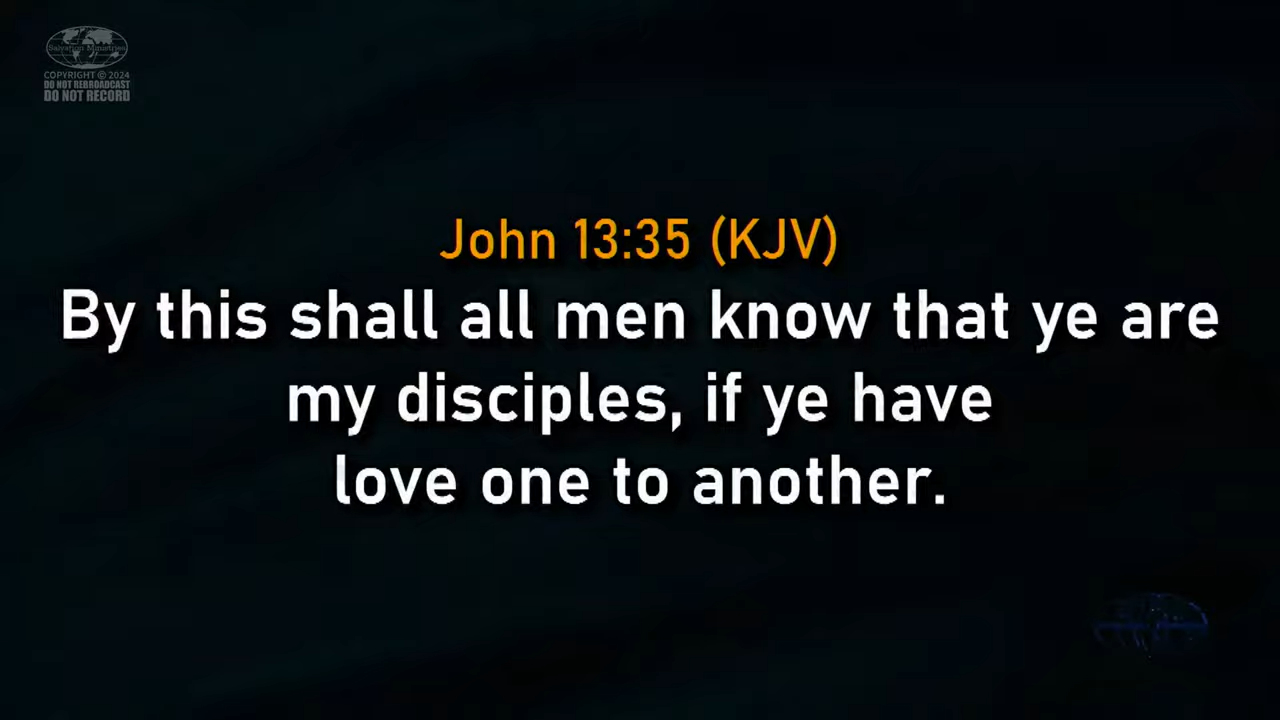 Salvation Ministries
COPYRIGHT © 2024
DO NOT REBROADCAST
DO NOT RECORD
John 13:35 (KJV)
By this shall all men know that ye are
my disciples, if ye have
love one to another.